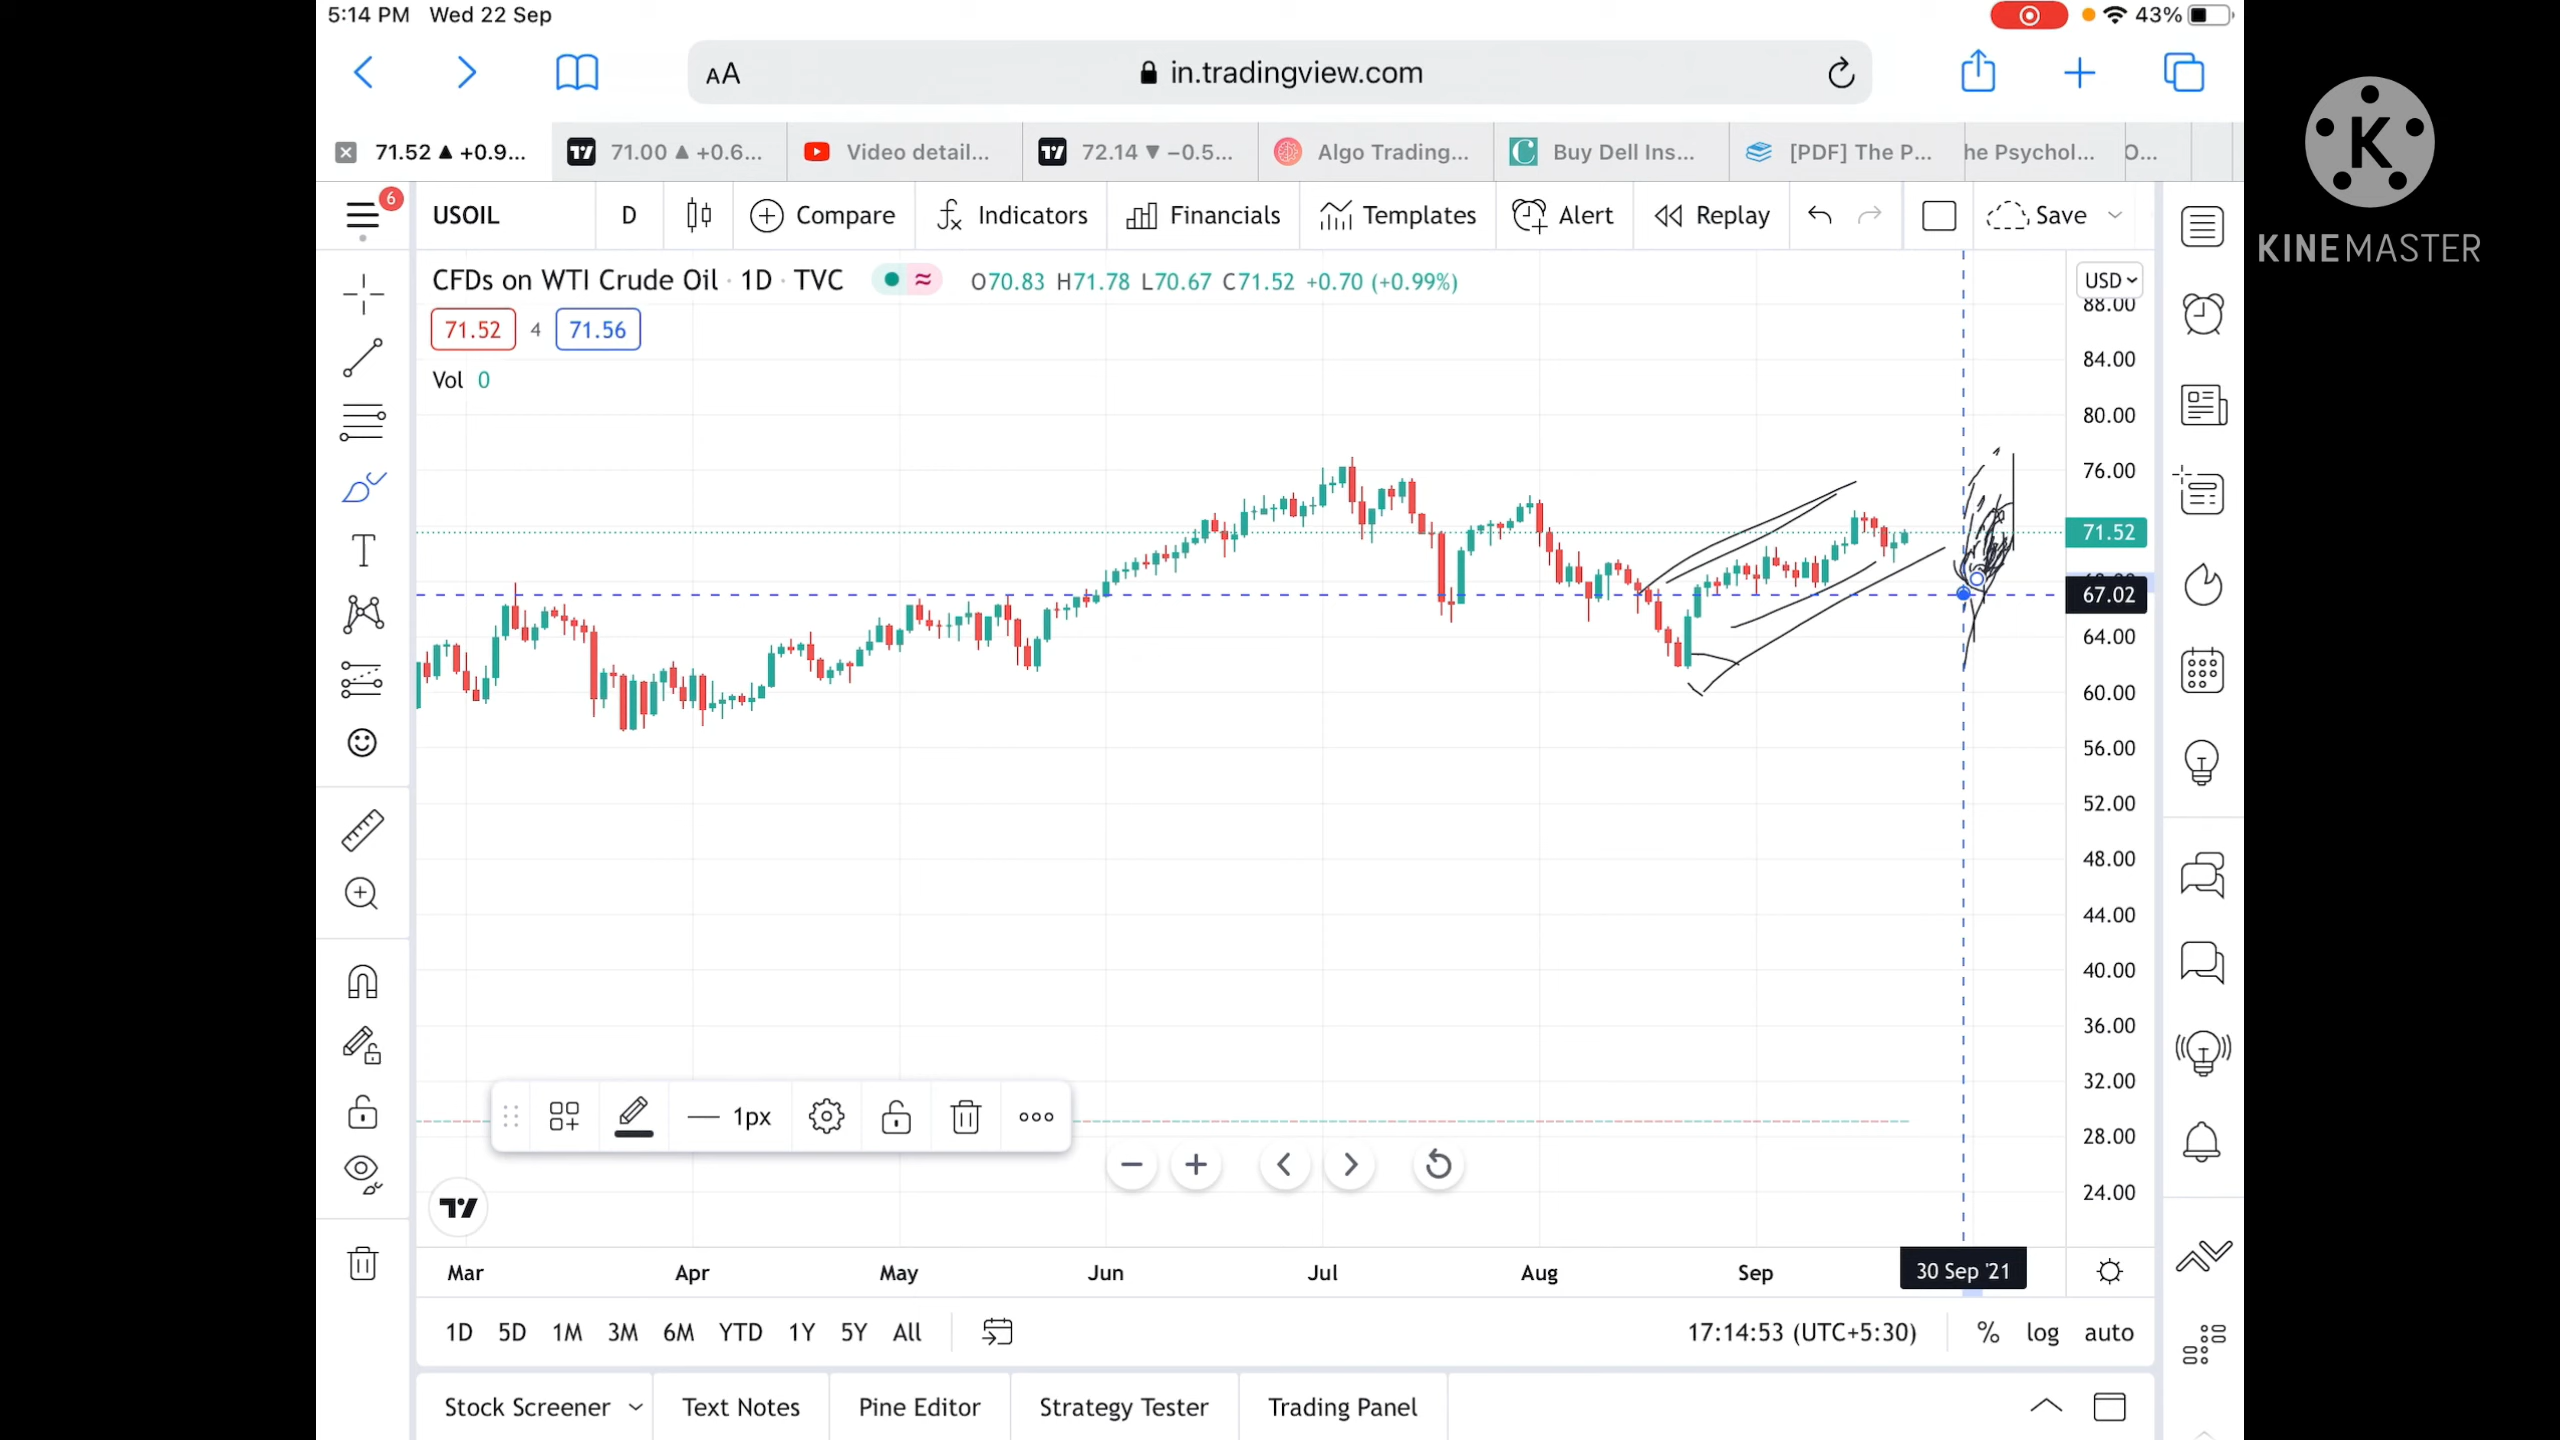 5:14 PM Wed 22 Sep
43%
AA in.tradingview.com
71.52 ▲ +0.9...
71.00 ▲ +0.6...
Video detail...
72.14 ▼ −0.5...
Algo Trading...
Buy Dell Ins...
[PDF] The P...
he Psychol...
O...
K
KINEMASTER
6
USOIL D Compare Indicators Financials Templates Alert Replay Save
CFDs on WTI Crude Oil · 1D · TVC O70.83 H71.78 L70.67 C71.52 +0.70 (+0.99%)
USD
71.52 4 71.56
Vol 0
88.00
84.00
80.00
76.00
71.52
67.02
64.00
60.00
56.00
52.00
48.00
44.00
40.00
36.00
32.00
28.00
24.00
1px
Mar Apr May Jun Jul Aug Sep 30 Sep '21
1D 5D 1M 3M 6M YTD 1Y 5Y All 17:14:53 (UTC+5:30) % log auto
Stock Screener Text Notes Pine Editor Strategy Tester Trading Panel